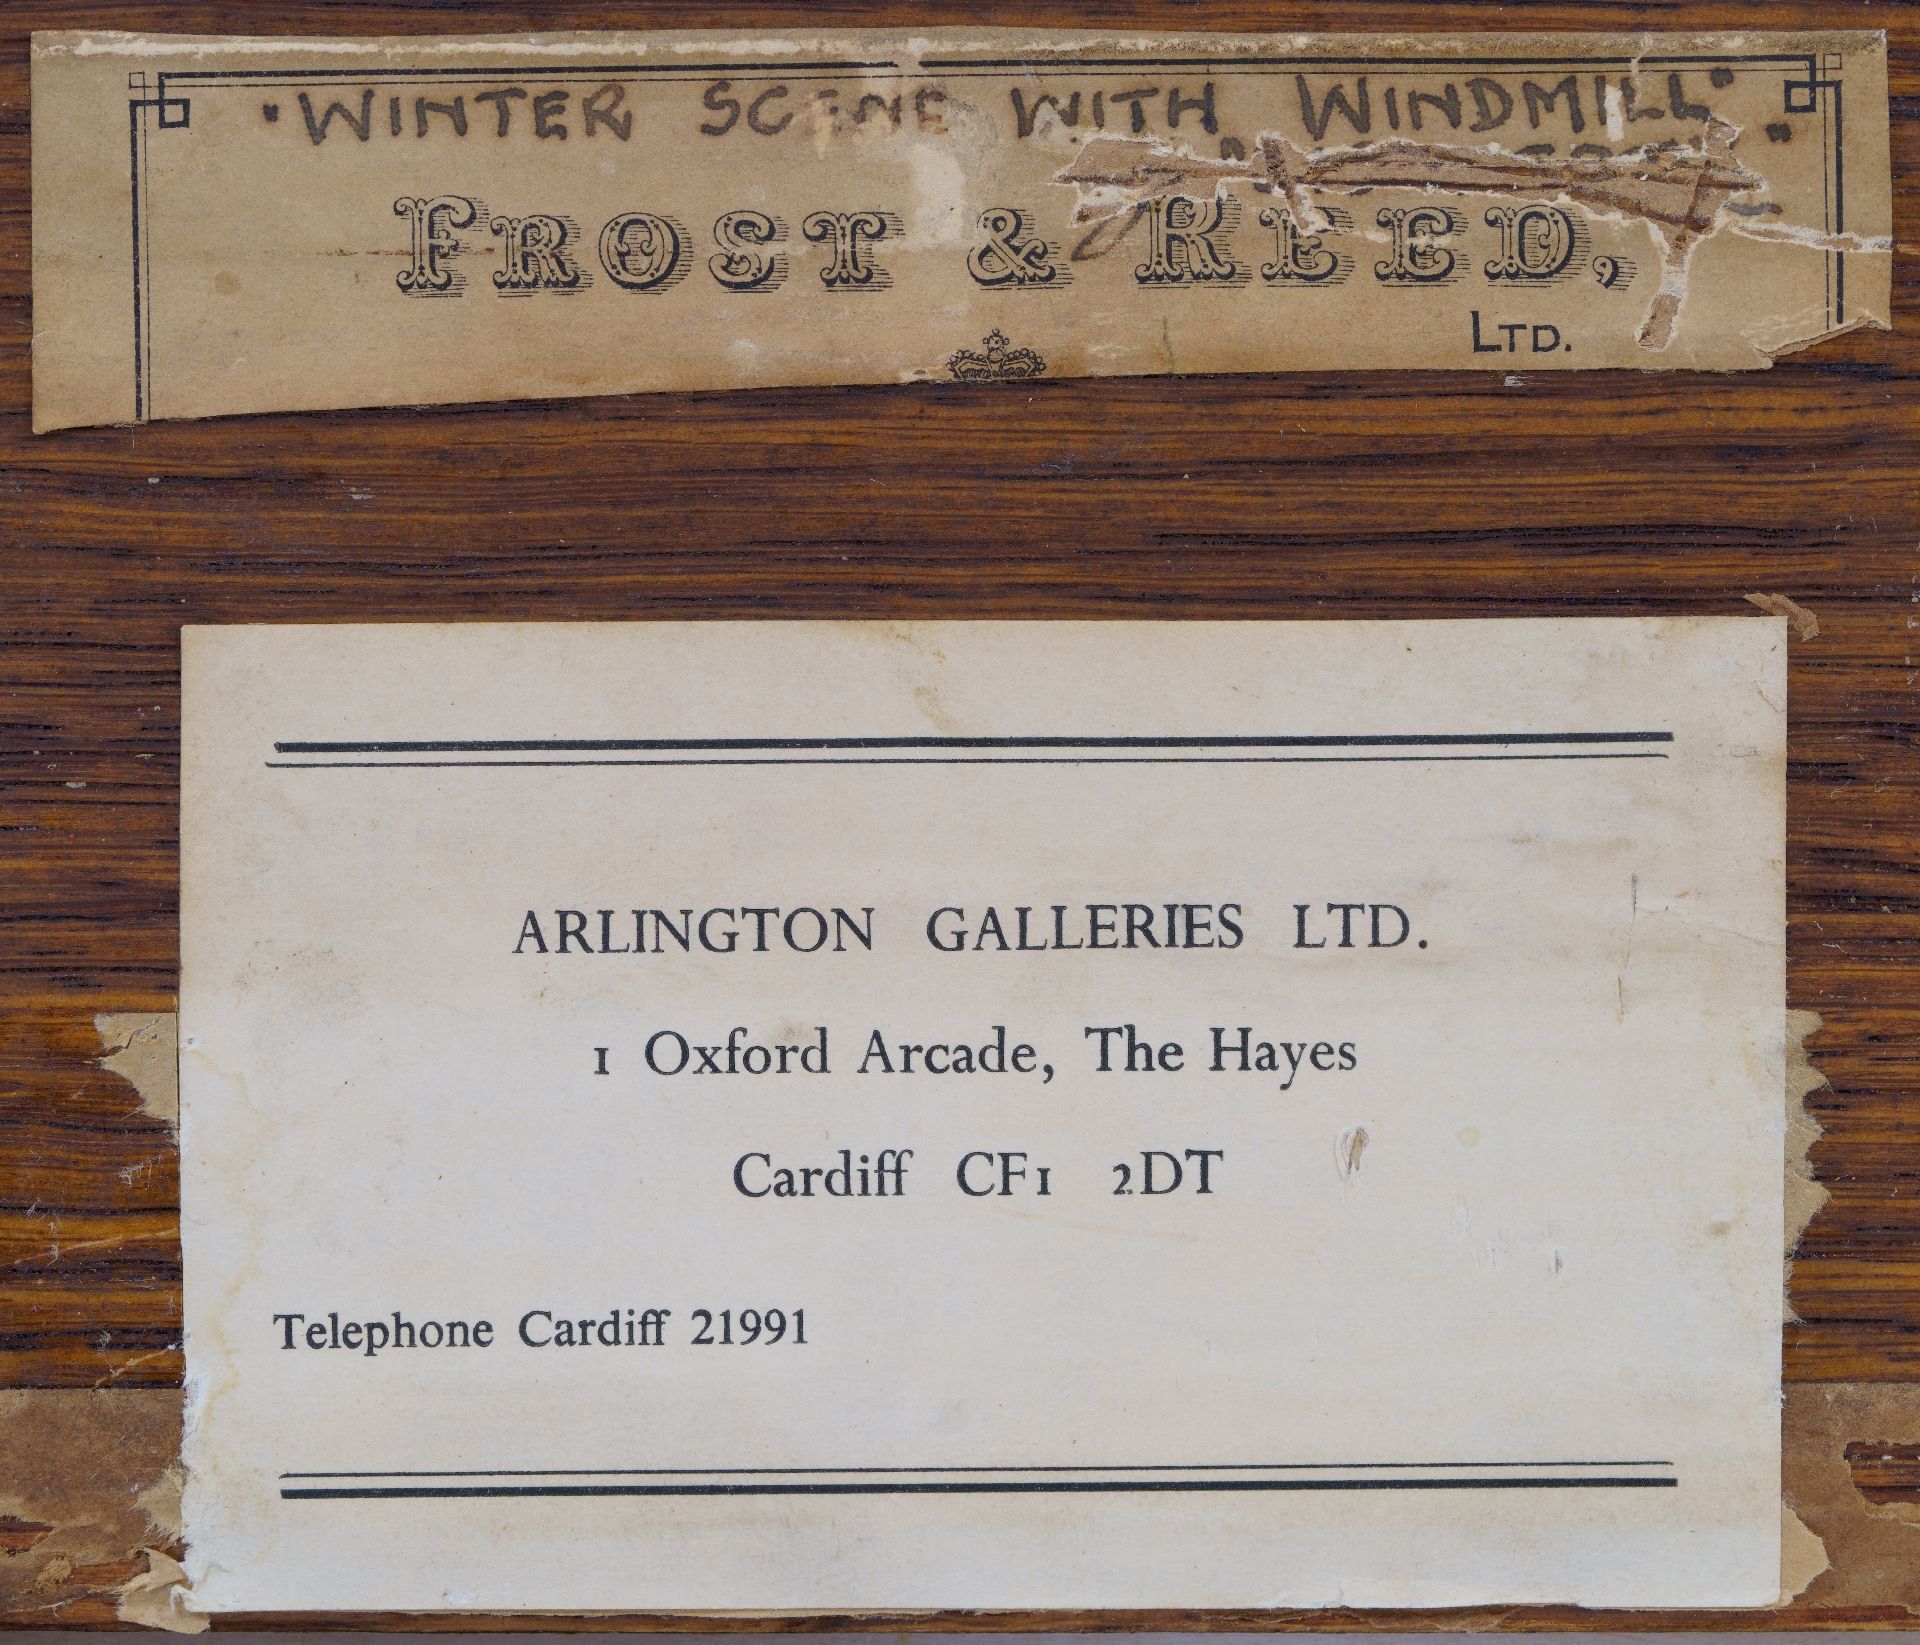 "WINTER SCENE WITH WINDMILL"
FROST & REED,
LTD.
ARLINGTON GALLERIES LTD.
1 Oxford Arcade, The Hayes
Cardiff CF1 2DT
Telephone Cardiff 21991